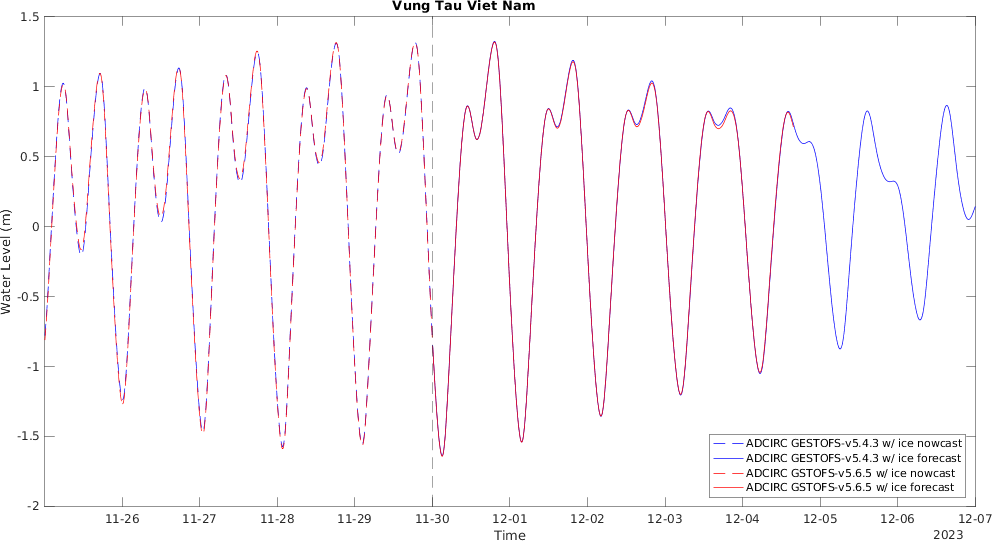 Vung Tau Viet Nam
1.5
1
0.5
0
-0.5
-1
-1.5
-2
Water Level (m)
ADCIRC GESTOFS-v5.4.3 w/ ice nowcast
ADCIRC GESTOFS-v5.4.3 w/ ice forecast
ADCIRC GSTOFS-v5.6.5 w/ ice nowcast
ADCIRC GSTOFS-v5.6.5 w/ ice forecast
11-26 11-27 11-28 11-29 11-30 12-01 12-02 12-03 12-04 12-05 12-06 12-07
Time
2023